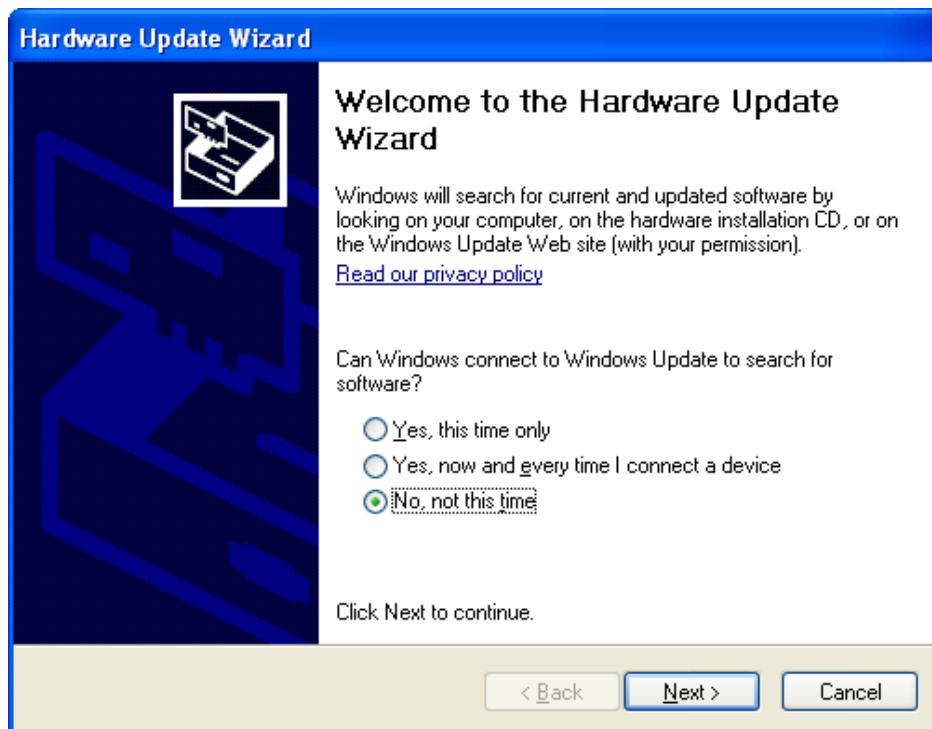 Hardware Update Wizard
Welcome to the Hardware Update
Wizard
Windows will search for current and updated software by
looking on your computer, on the hardware installation CD, or on
the Windows Update Web site (with your permission).
Read our privacy policy
Can Windows connect to Windows Update to search for
software?
Yes, this time only
Yes, now and every time I connect a device
No, not this time
Click Next to continue.
< Back Next > Cancel